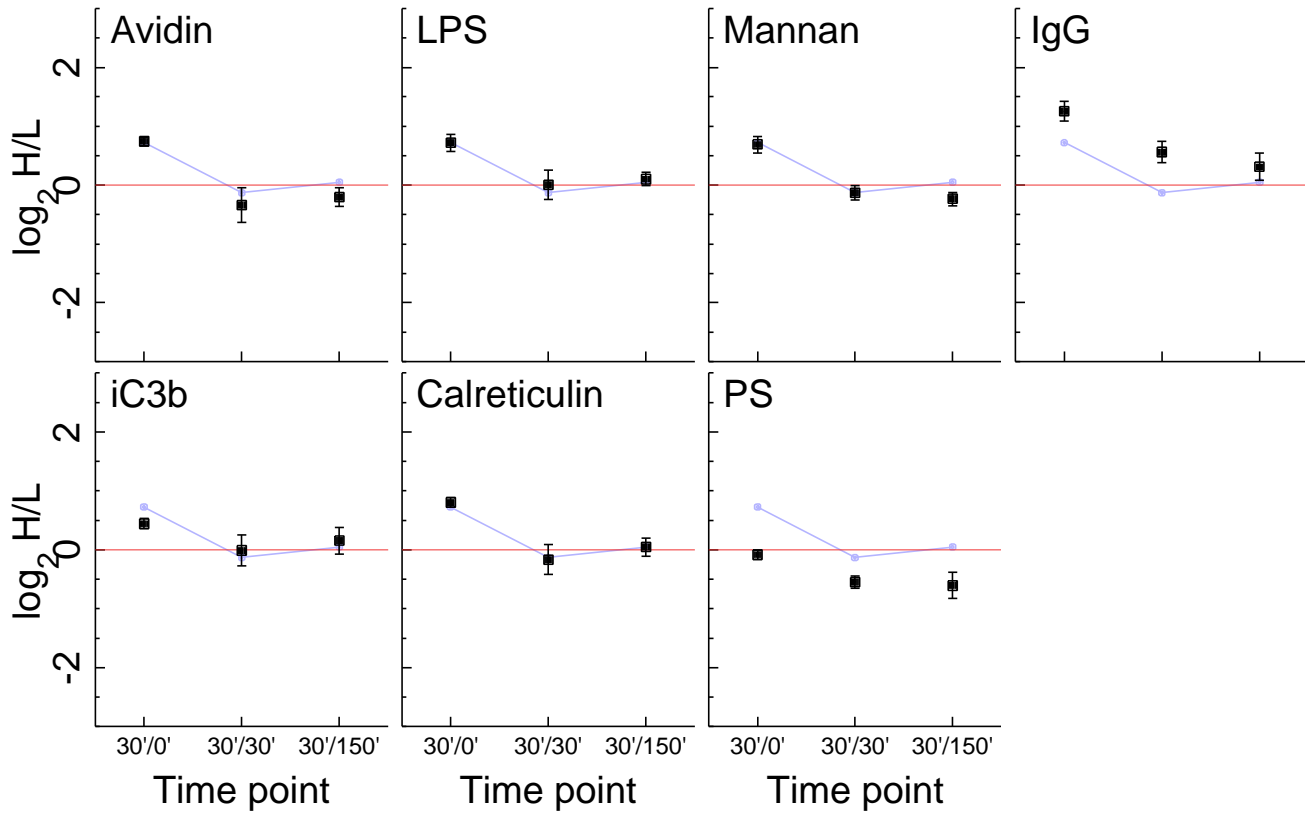 Avidin LPS Mannan IgG
2
0
-2
log2 H/L
iC3b Calreticulin PS
2
0
-2
log2 H/L
30'/0' 30'/30' 30'/150' 30'/0' 30'/30' 30'/150' 30'/0' 30'/30' 30'/150'
Time point Time point Time point